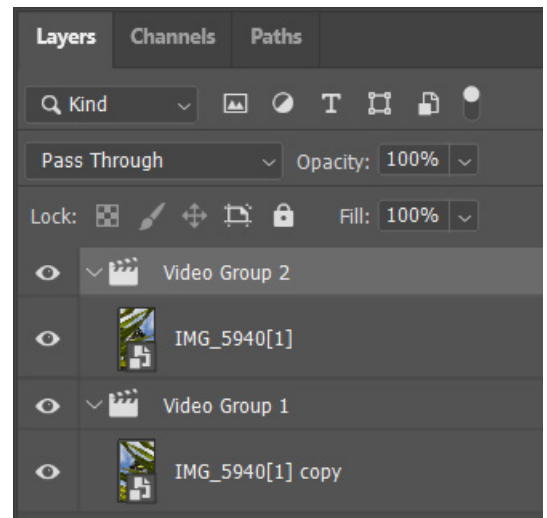 Layers Channels Paths
Kind T
Pass Through Opacity: 100%
Lock: Fill: 100%
Video Group 2
IMG_5940[1]
Video Group 1
IMG_5940[1] copy